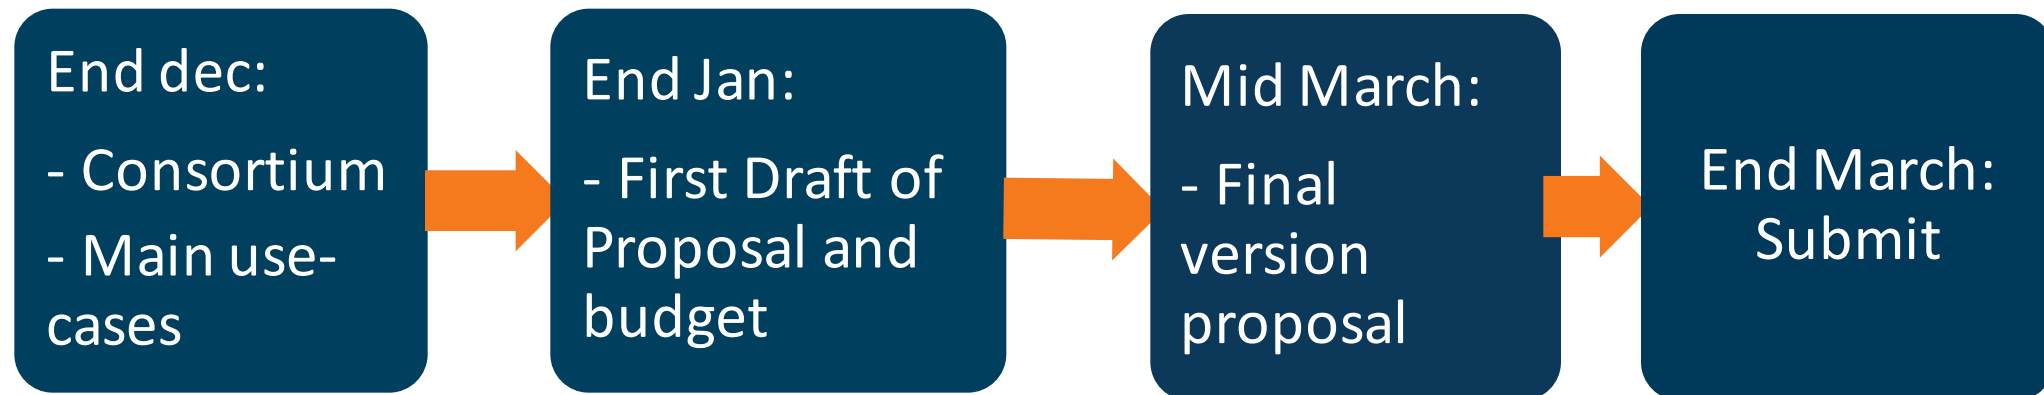 End dec:
- Consortium
- Main use-
cases
End Jan:
- First Draft of
Proposal and
budget
Mid March:
- Final
version
proposal
End March:
Submit